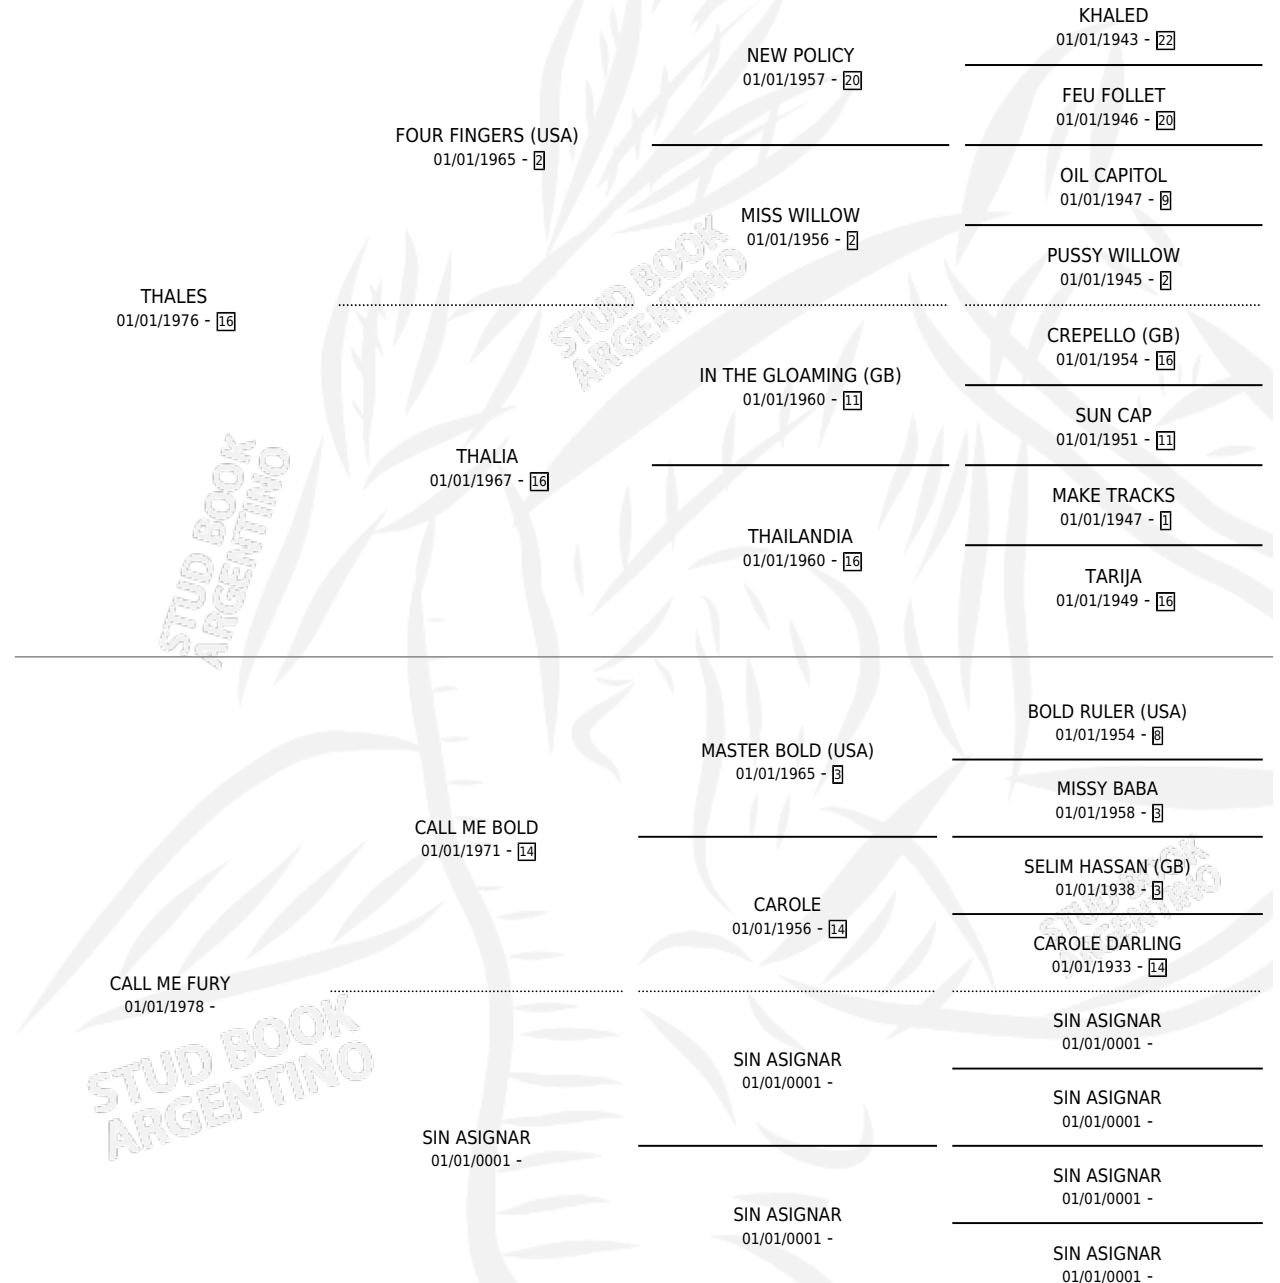 THALES
01/01/1976 - 16
FOUR FINGERS (USA)
01/01/1965 - 2
NEW POLICY
01/01/1957 - 20
KHALED
01/01/1943 - 22
FEU FOLLET
01/01/1946 - 20
MISS WILLOW
01/01/1956 - 2
OIL CAPITOL
01/01/1947 - 9
PUSSY WILLOW
01/01/1945 - 2
THALIA
01/01/1967 - 16
IN THE GLOAMING (GB)
01/01/1960 - 11
CREPELLO (GB)
01/01/1954 - 16
SUN CAP
01/01/1951 - 11
THAILANDIA
01/01/1960 - 16
MAKE TRACKS
01/01/1947 - 1
TARIJA
01/01/1949 - 16
CALL ME FURY
01/01/1978 -
CALL ME BOLD
01/01/1971 - 14
MASTER BOLD (USA)
01/01/1965 - 3
BOLD RULER (USA)
01/01/1954 - 8
MISSY BABA
01/01/1958 - 3
CAROLE
01/01/1956 - 14
SELIM HASSAN (GB)
01/01/1938 - 3
CAROLE DARLING
01/01/1933 - 14
SIN ASIGNAR
01/01/0001 -
SIN ASIGNAR
01/01/0001 -
SIN ASIGNAR
01/01/0001 -
SIN ASIGNAR
01/01/0001 -
SIN ASIGNAR
01/01/0001 -
SIN ASIGNAR
01/01/0001 -
SIN ASIGNAR
01/01/0001 -
STUD BOOK
ARGENTINO
STUD BOOK
ARGENTINO
STUD BOOK
ARGENTINO
STUD BOOK
ARGENTINO